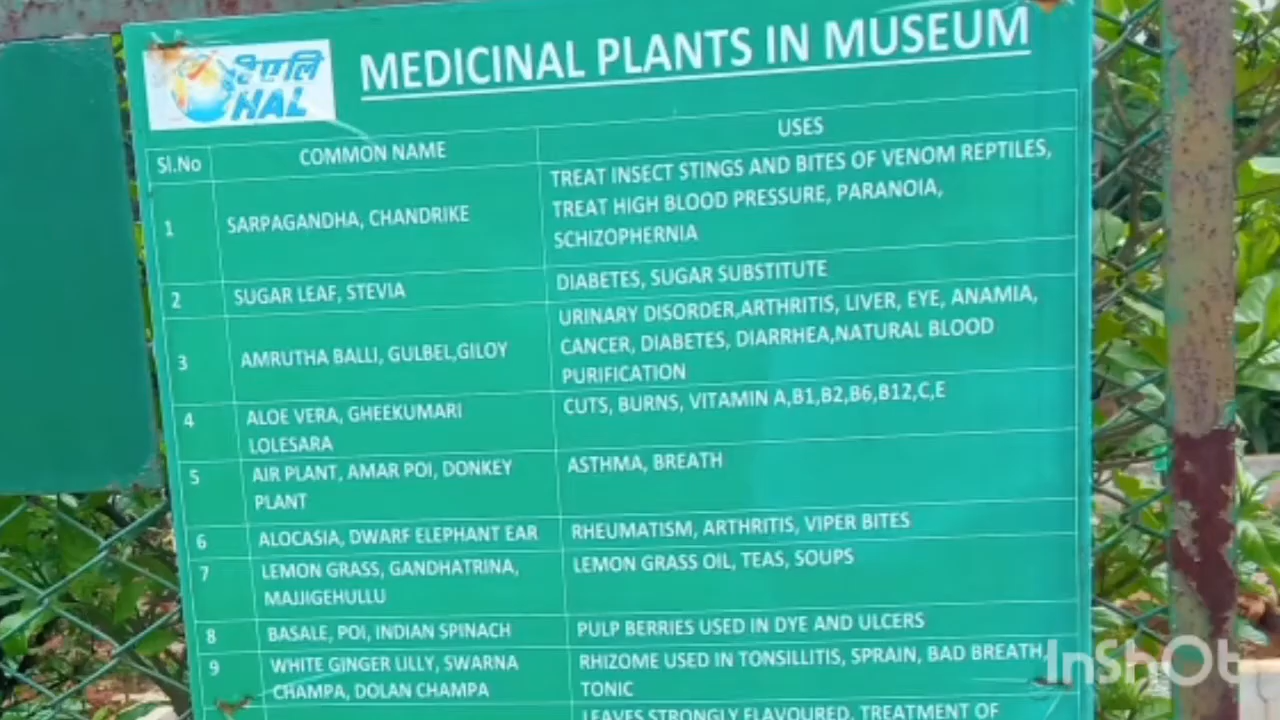 हिएलि
HAL
MEDICINAL PLANTS IN MUSEUM
Sl.No COMMON NAME USES
1 SARPAGANDHA, CHANDRIKE
TREAT INSECT STINGS AND BITES OF VENOM REPTILES,
TREAT HIGH BLOOD PRESSURE, PARANOIA,
SCHIZOPHERNIA
2 SUGAR LEAF, STEVIA
DIABETES, SUGAR SUBSTITUTE
3 AMRUTHA BALLI, GULBEL,GILOY
URINARY DISORDER,ARTHRITIS, LIVER, EYE, ANAMIA,
CANCER, DIABETES, DIARRHEA,NATURAL BLOOD
PURIFICATION
4 ALOE VERA, GHEEKUMARI
LOLESARA
CUTS, BURNS, VITAMIN A,B1,B2,B6,B12,C,E
5 AIR PLANT, AMAR POI, DONKEY
PLANT
ASTHMA, BREATH
6 ALOCASIA, DWARF ELEPHANT EAR
RHEUMATISM, ARTHRITIS, VIPER BITES
7 LEMON GRASS, GANDHATRINA,
MAJJIGEHULLU
LEMON GRASS OIL, TEAS, SOUPS
8 BASALE, POI, INDIAN SPINACH
PULP BERRIES USED IN DYE AND ULCERS
9 WHITE GINGER LILLY, SWARNA
CHAMPA, DOLAN CHAMPA
RHIZOME USED IN TONSILLITIS, SPRAIN, BAD BREATH,
TONIC
LEAVES STRONGLY FLAVOURED, TREATMENT OF
InShOt